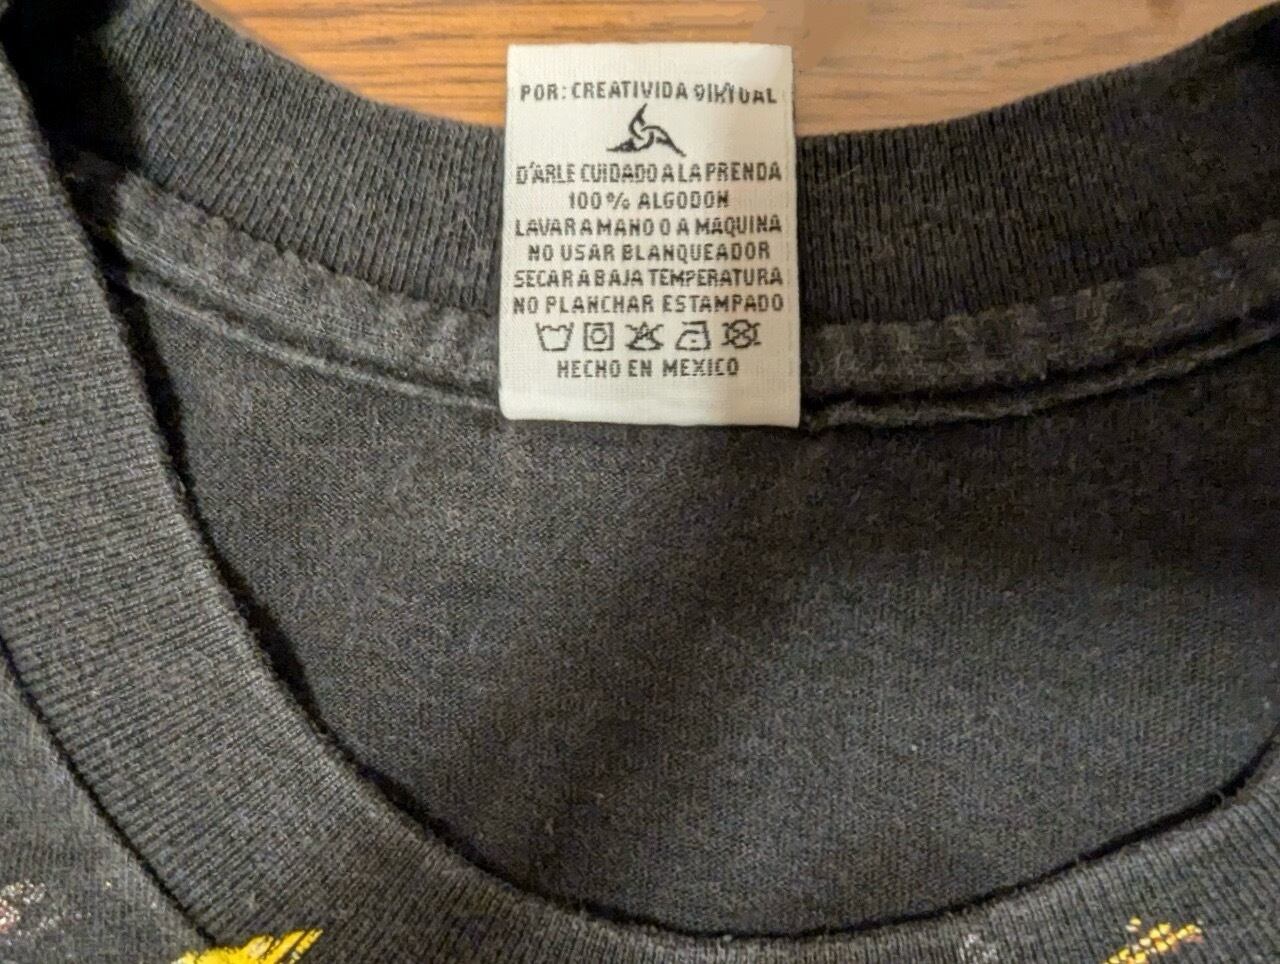 POR: CREATIVIDA VIRTUAL
D'ARLE CUIDADO A LA PRENDA
100% ALGODON
LAVAR A MANO O A MAQUINA
NO USAR BLANQUEADOR
SECAR A BAJA TEMPERATURA
NO PLANCHAR ESTAMPADO
HECHO EN MEXICO